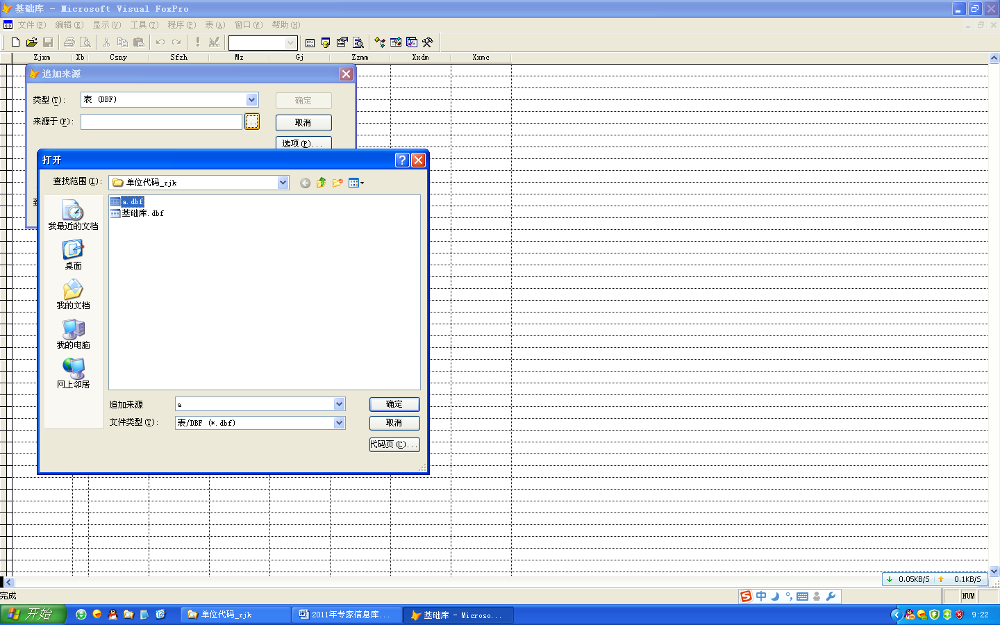 基础库 - Microsoft Visual FoxPro
文件(F) 编辑(E) 显示(V) 工具(T) 程序(P) 表(A) 窗口(W) 帮助(H)
Zjxm Xb Csny Sfzh Mz Gj Zzmm Xxdm Xxmc
追加来源
类型(T): 表 (DBF) 确定
来源于(F): ... 取消
选项(P)...
打开
查找范围(I): 单位代码_zjk
a.dbf
基础库.dbf
我最近的文档
桌面
我的文档
我的电脑
网上邻居
追加来源 a 确定
文件类型(T): 表/DBF (*.dbf) 取消
代码页(C)...
0.05KB/S 0.1KB/S
完成
中
NUM
开始
单位代码_zjk
2011年专家信息库...
基础库 - Microso...
9:22